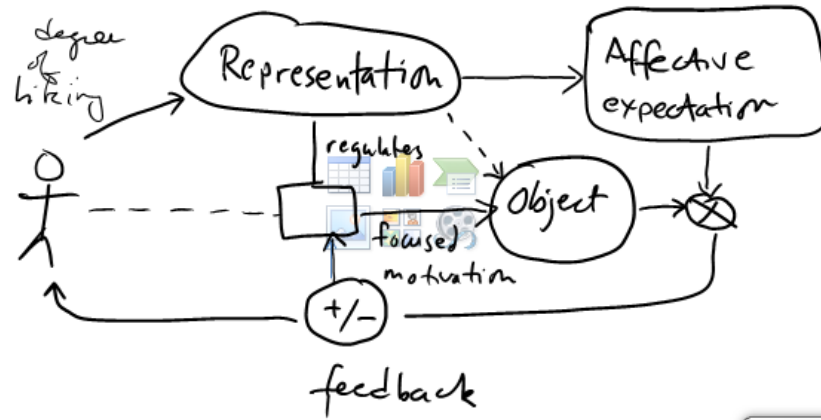 degree
of
liking
Representation
Affective
expectation
regulates
Object
focused
motivation
+/-
feedback